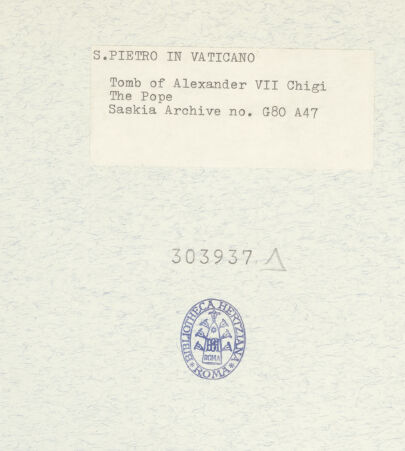 S.PIETRO IN VATICANO
Tomb of Alexander VII Chigi
The Pope
Saskia Archive no. G80 A47
303937
BIBLIOTHECA HERTZIANA
ROMA
* ROMA *